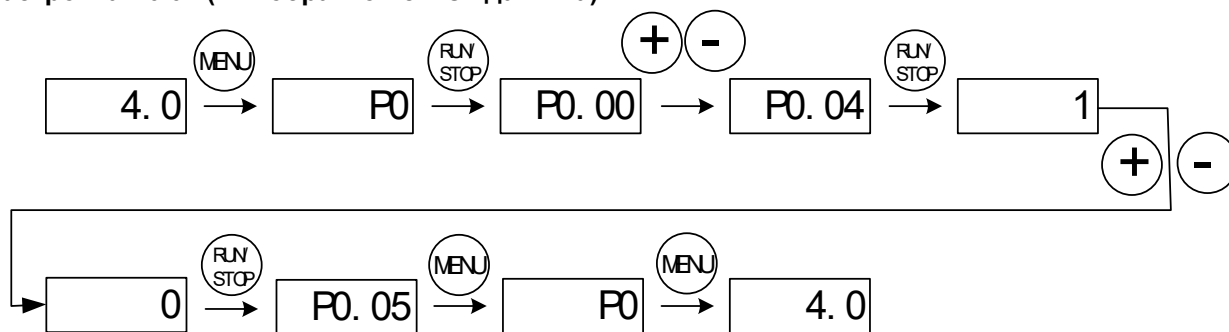 + -
MENU RUN/ STOP RUN/ STOP
4. 0 P0 P0. 00 P0. 04 1
+ -
RUN/ STOP MENU MENU
0 P0. 05 P0 4. 0